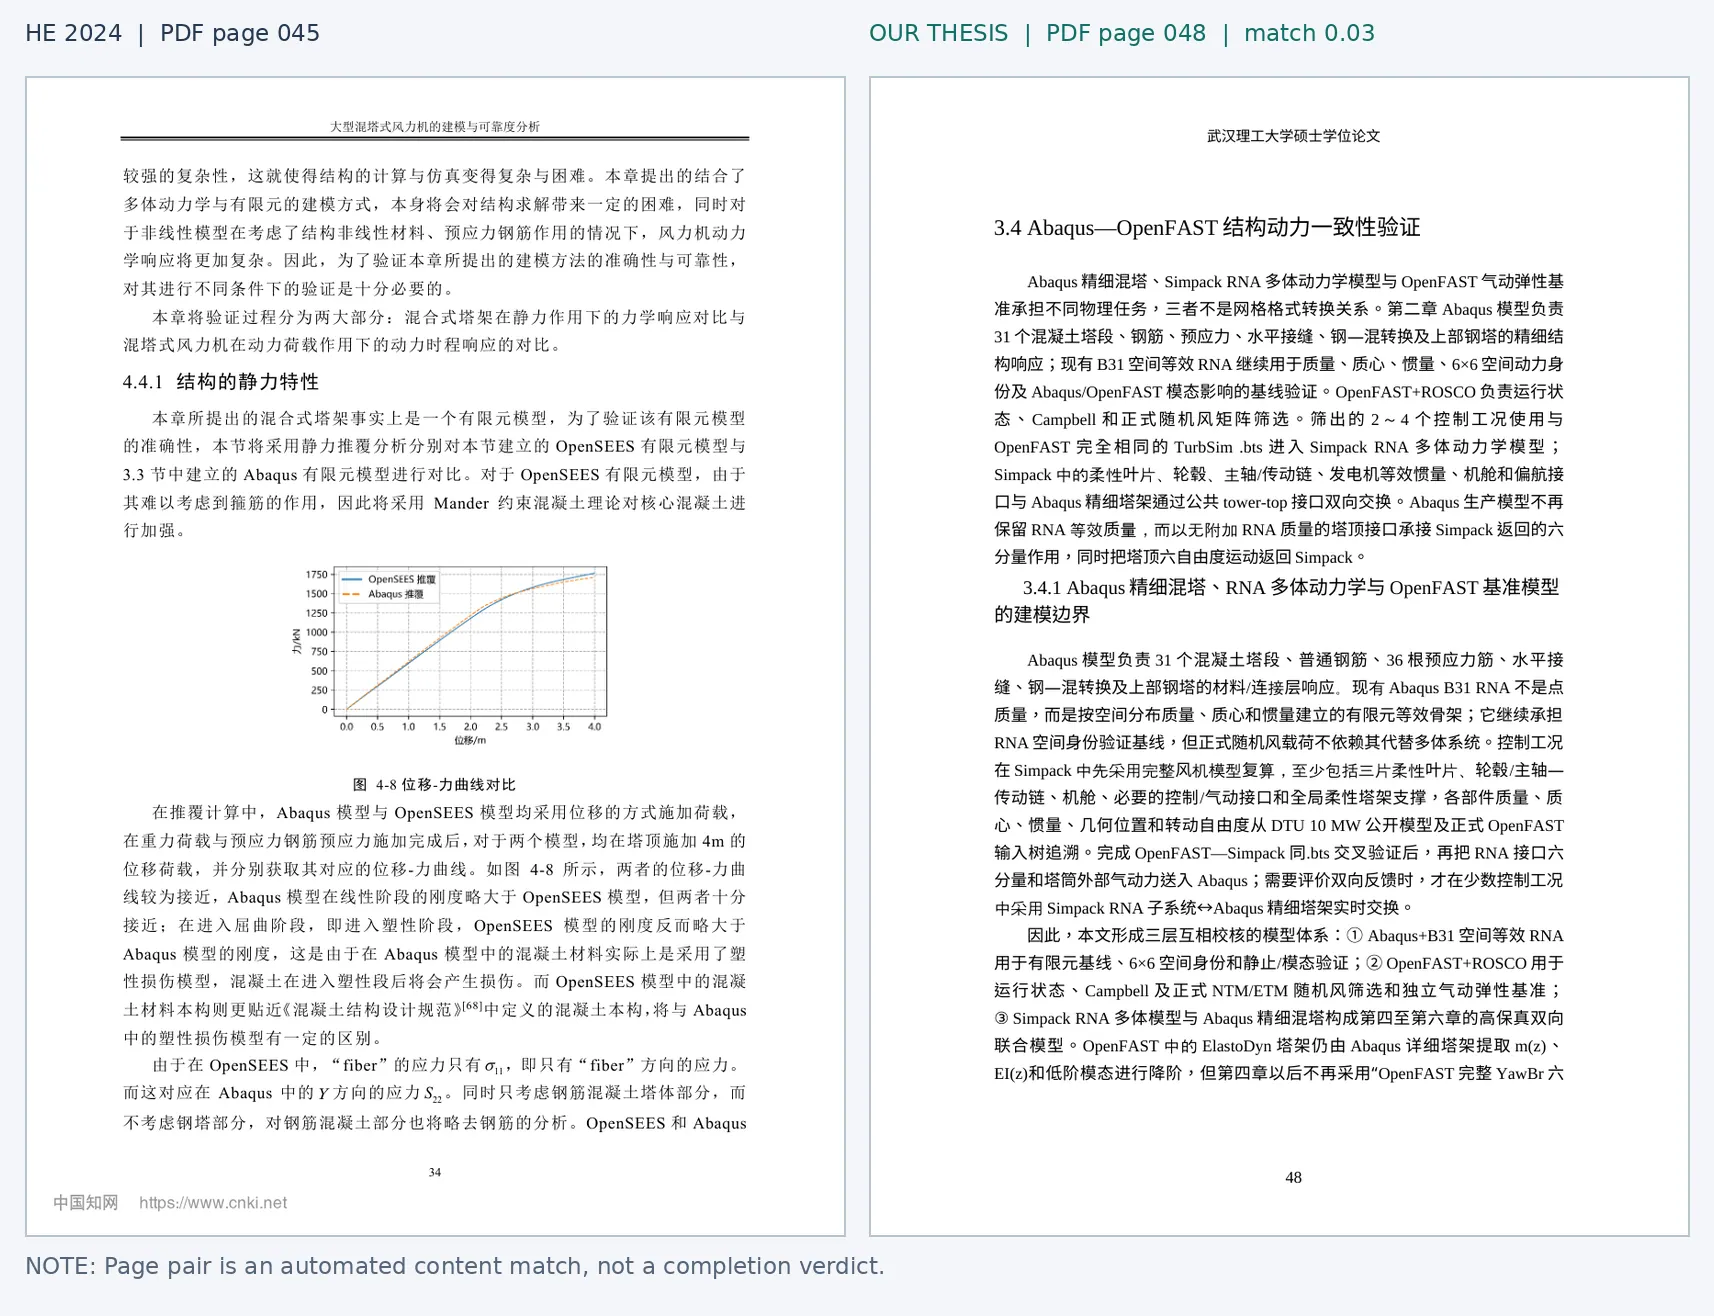 HE 2024 | PDF page 045
大型混塔式风力机的建模与可靠度分析
较强的复杂性，这就使得结构的计算与仿真变得复杂与困难。本章提出的结合了
多体动力学与有限元的建模方式，本身将会对结构求解带来一定的困难，同时对
于非线性模型在考虑了结构非线性材料、预应力钢筋作用的情况下，风力机动力
学响应将更加复杂。因此，为了验证本章所提出的建模方法的准确性与可靠性，
对其进行不同条件下的验证是十分必要的。
本章将验证过程分为两大部分：混合式塔架在静力作用下的力学响应对比与
混塔式风力机在动力荷载作用下的动力时程响应的对比。
4.4.1 结构的静力特性
本章所提出的混合式塔架事实上是一个有限元模型，为了验证该有限元模型
的准确性，本节将采用静力推覆分析分别对本节建立的 OpenSEES 有限元模型与
3.3 节中建立的 Abaqus 有限元模型进行对比。对于 OpenSEES 有限元模型，由于
其难以考虑到箍筋的作用，因此将采用 Mander 约束混凝土理论对核心混凝土进
行加强。
OpenSEES 推覆
Abaqus 推覆
1750
1500
1250
1000
750
500
250
0
力/kN
0.0 0.5 1.0 1.5 2.0 2.5 3.0 3.5 4.0
位移/m
图 4-8 位移-力曲线对比
在推覆计算中，Abaqus 模型与 OpenSEES 模型均采用位移的方式施加荷载，
在重力荷载与预应力钢筋预应力施加完成后，对于两个模型，均在塔顶施加 4m 的
位移荷载，并分别获取其对应的位移-力曲线。如图 4-8 所示，两者的位移-力曲
线较为接近，Abaqus 模型在线性阶段的刚度略大于 OpenSEES 模型，但两者十分
接近；在进入屈曲阶段，即进入塑性阶段，OpenSEES 模型的刚度反而略大于
Abaqus 模型的刚度，这是由于在 Abaqus 模型中的混凝土材料实际上是采用了塑
性损伤模型，混凝土在进入塑性段后将会产生损伤。而 OpenSEES 模型中的混凝
土材料本构则更贴近《混凝土结构设计规范》[68]中定义的混凝土本构，将与 Abaqus
中的塑性损伤模型有一定的区别。
由于在 OpenSEES 中，“fiber”的应力只有σ11，即只有“fiber”方向的应力。
而这对应在 Abaqus 中的Y方向的应力S22。同时只考虑钢筋混凝土塔体部分，而
不考虑钢塔部分，对钢筋混凝土部分也将略去钢筋的分析。OpenSEES 和 Abaqus
34
中国知网 https://www.cnki.net
OUR THESIS | PDF page 048 | match 0.03
武汉理工大学硕士学位论文
3.4 Abaqus—OpenFAST 结构动力一致性验证
Abaqus 精细混塔、Simpack RNA 多体动力学模型与 OpenFAST 气动弹性基
准承担不同物理任务，三者不是网格格式转换关系。第二章 Abaqus 模型负责
31 个混凝土塔段、钢筋、预应力、水平接缝、钢—混转换及上部钢塔的精细结
构响应；现有 B31 空间等效 RNA 继续用于质量、质心、惯量、6×6 空间动力身
份及 Abaqus/OpenFAST 模态影响的基线验证。OpenFAST+ROSCO 负责运行状
态、Campbell 和正式随机风矩阵筛选。筛出的 2～4 个控制工况使用与
OpenFAST 完全相同的 TurbSim .bts 进入 Simpack RNA 多体动力学模型；
Simpack 中的柔性叶片、轮毂、主轴/传动链、发电机等效惯量、机舱和偏航接
口与 Abaqus 精细塔架通过公共 tower-top 接口双向交换。Abaqus 生产模型不再
保留 RNA 等效质量，而以无附加 RNA 质量的塔顶接口承接 Simpack 返回的六
分量作用，同时把塔顶六自由度运动返回 Simpack。
3.4.1 Abaqus 精细混塔、RNA 多体动力学与 OpenFAST 基准模型
的建模边界
Abaqus 模型负责 31 个混凝土塔段、普通钢筋、36 根预应力筋、水平接
缝、钢—混转换及上部钢塔的材料/连接层响应。现有 Abaqus B31 RNA 不是点
质量，而是按空间分布质量、质心和惯量建立的有限元等效骨架；它继续承担
RNA 空间身份验证基线，但正式随机风载荷不依赖其代替多体系统。控制工况
在 Simpack 中先采用完整风机模型复算，至少包括三片柔性叶片、轮毂/主轴—
传动链、机舱、必要的控制/气动接口和全局柔性塔架支撑，各部件质量、质
心、惯量、几何位置和转动自由度从 DTU 10 MW 公开模型及正式 OpenFAST
输入树追溯。完成 OpenFAST—Simpack 同.bts 交叉验证后，再把 RNA 接口六
分量和塔筒外部气动力送入 Abaqus；需要评价双向反馈时，才在少数控制工况
中采用 Simpack RNA 子系统↔Abaqus 精细塔架实时交换。
因此，本文形成三层互相校核的模型体系：① Abaqus+B31 空间等效 RNA
用于有限元基线、6×6 空间身份和静止/模态验证；② OpenFAST+ROSCO 用于
运行状态、Campbell 及正式 NTM/ETM 随机风筛选和独立气动弹性基准；
③ Simpack RNA 多体模型与 Abaqus 精细混塔构成第四至第六章的高保真双向
联合模型。OpenFAST 中的 ElastoDyn 塔架仍由 Abaqus 详细塔架提取 m(z)、
EI(z)和低阶模态进行降阶，但第四章以后不再采用“OpenFAST 完整 YawBr 六
48
NOTE: Page pair is an automated content match, not a completion verdict.